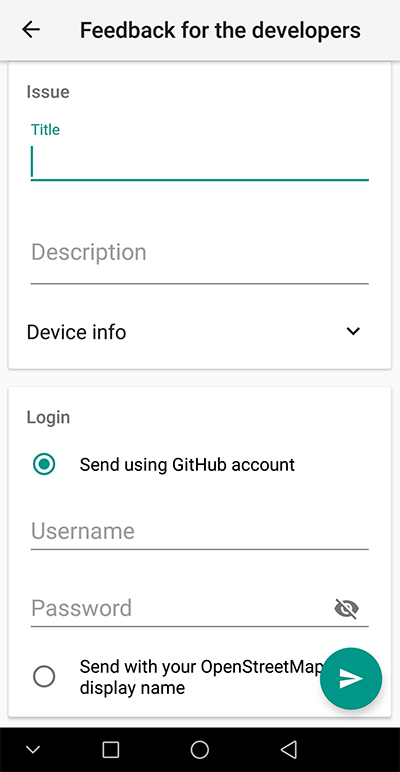 Feedback for the developers
Issue
Title
Description
Device info
Login
Send using GitHub account
Username
Password
Send with your OpenStreetMap
display name